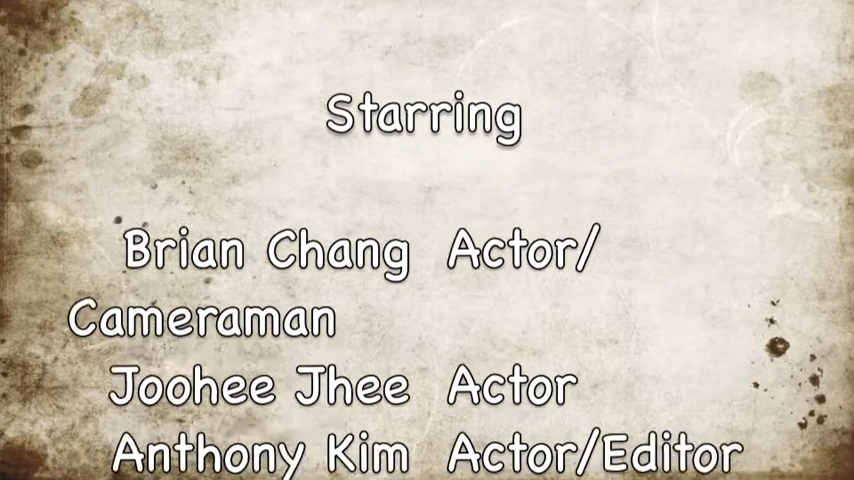 Starring
Brian Chang Actor/
Cameraman
Joohee Jhee Actor
Anthony Kim Actor/Editor